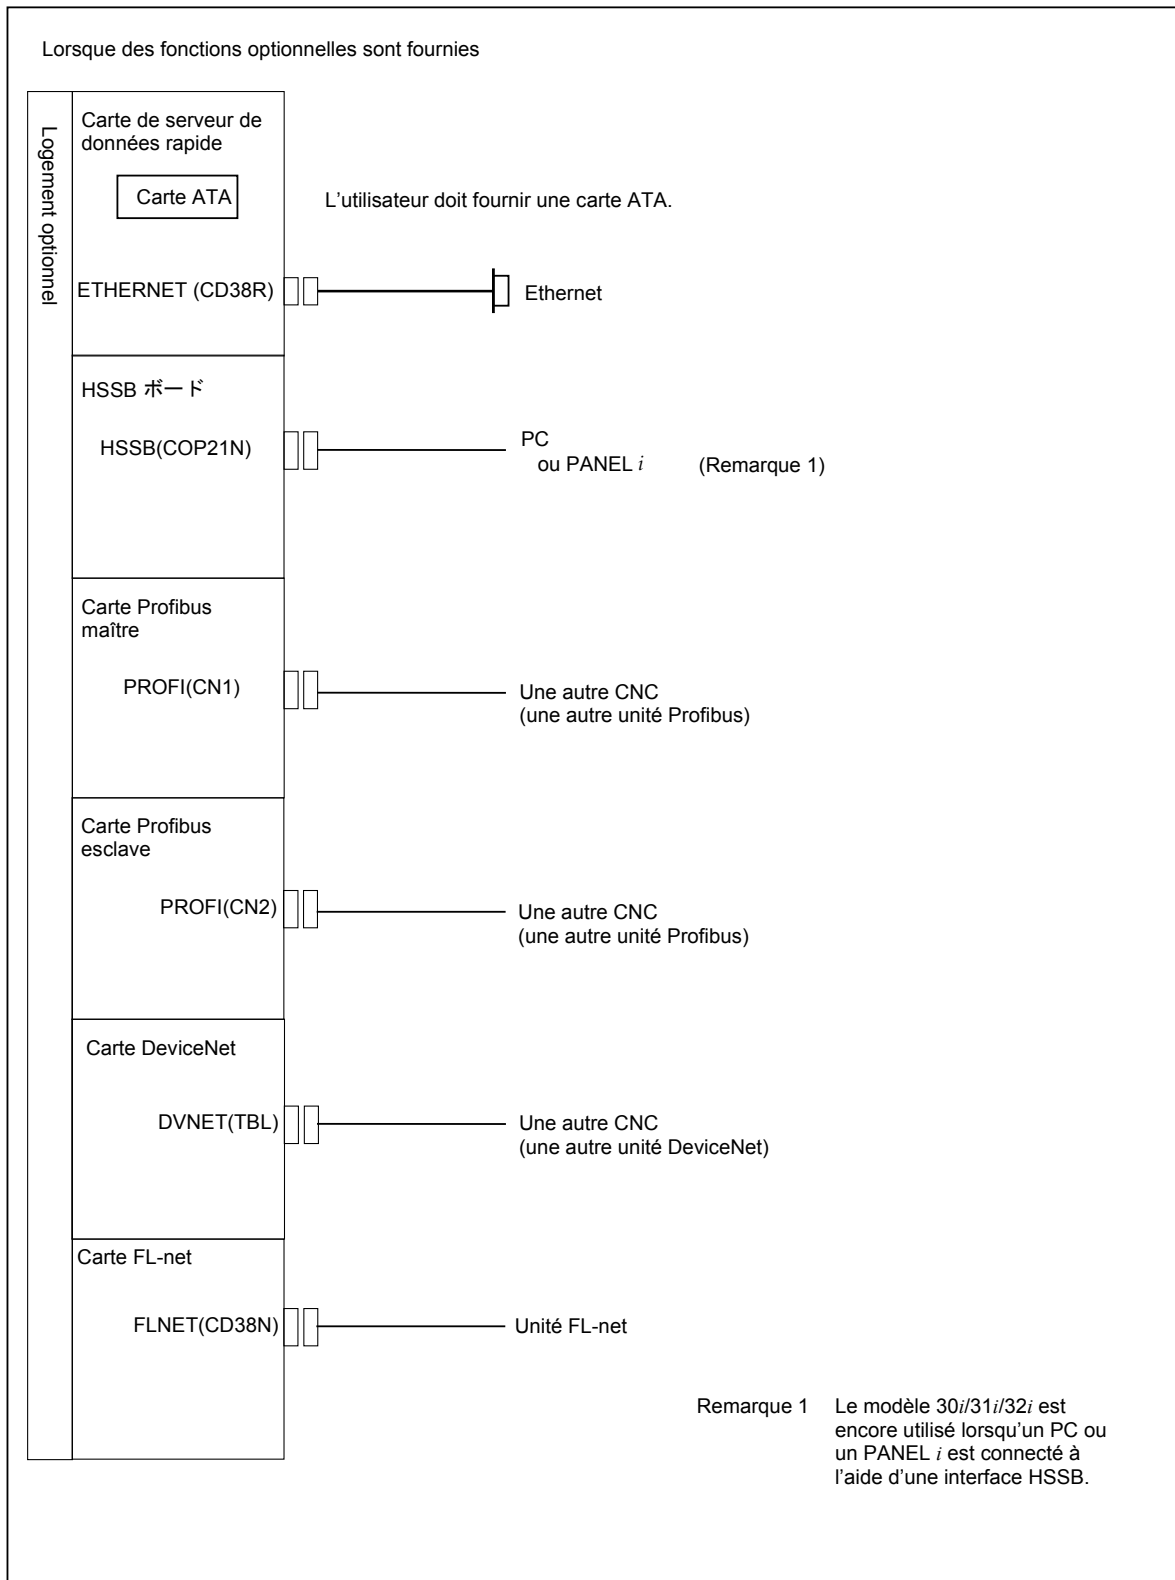 Lorsque des fonctions optionnelles sont fournies
Logement optionnel
Carte de serveur de
données rapide
Carte ATA
L'utilisateur doit fournir une carte ATA.
ETHERNET (CD38R)
Ethernet
HSSB ボード
HSSB(COP21N)
PC
ou PANEL i (Remarque 1)
Carte Profibus
maître
PROFI(CN1)
Une autre CNC
(une autre unité Profibus)
Carte Profibus
esclave
PROFI(CN2)
Une autre CNC
(une autre unité Profibus)
Carte DeviceNet
DVNET(TBL)
Une autre CNC
(une autre unité DeviceNet)
Carte FL-net
FLNET(CD38N)
Unité FL-net
Remarque 1 Le modèle 30i/31i/32i est
encore utilisé lorsqu'un PC ou
un PANEL i est connecté à
l'aide d'une interface HSSB.